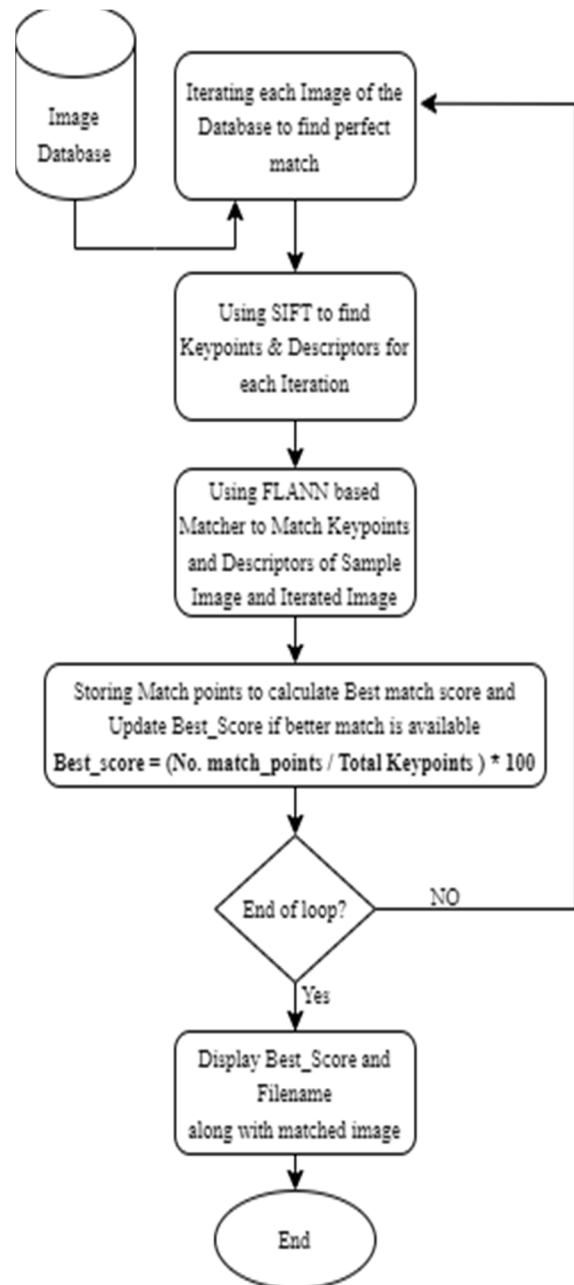 Image
Database
Iterating each Image of the
Database to find perfect
match
Using SIFT to find
Keypoints & Descriptors for
each Iteration
Using FLANN based
Matcher to Match Keypoints
and Descriptors of Sample
Image and Iterated Image
Storing Match points to calculate Best match score and
Update Best_Score if better match is available
Best_score = (No. match_points / Total Keypoints ) * 100
End of loop?
NO
Yes
Display Best_Score and
Filename
along with matched image
End